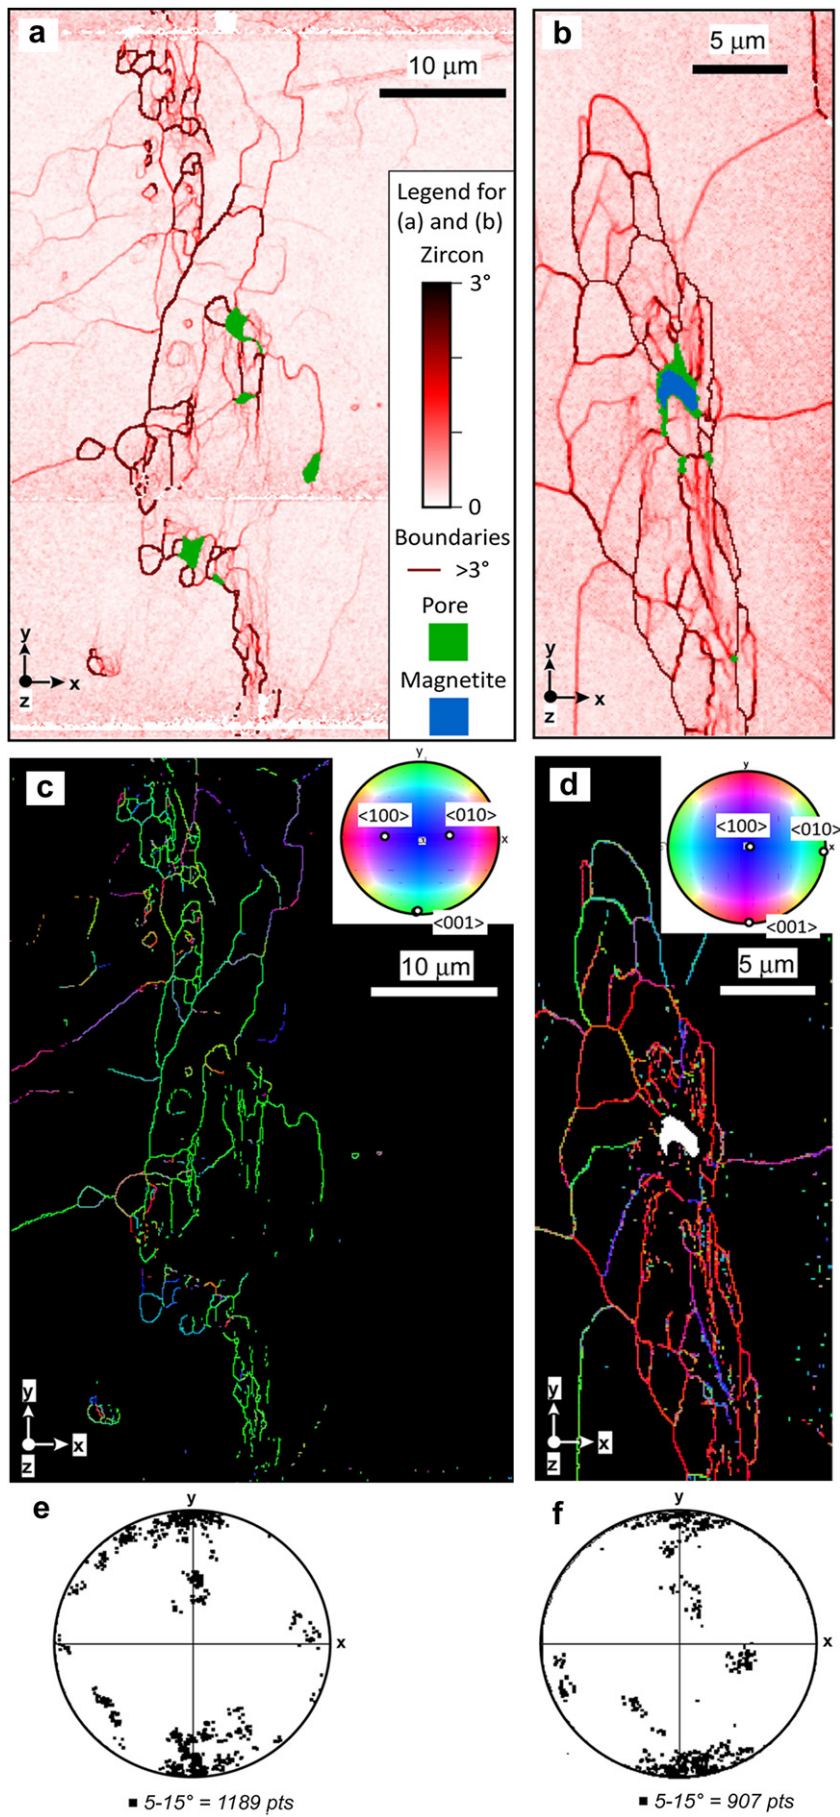 a
10 µm
Legend for
(a) and (b)
Zircon
3°
0
Boundaries
>3°
Pore
Magnetite
y
x
z
b
5 µm
y
x
z
c
y
<100>
<010>
x
z
<001>
10 µm
y
x
z
d
y
<100>
<010>
x
<001>
5 µm
y
x
z
e
y
x
5-15° = 1189 pts
f
y
x
5-15° = 907 pts